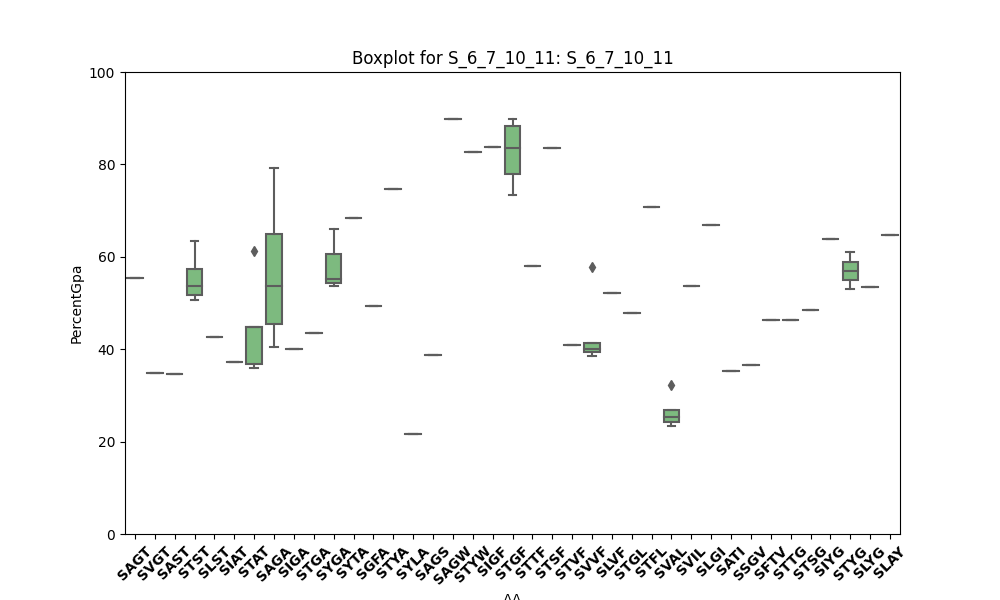 Boxplot for S_6_7_10_11: S_6_7_10_11
PercentGpa
100
80
60
40
20
0
SAGT
SVGT
SAST
STST
SLST
SIAT
STAT
SAGA
SIGA
STGA
SYGA
SYTA
SGFA
STYA
SYLA
SAGS
SAGW
STYW
SIGF
STGF
STTF
STSF
STVF
SVVF
SLVF
STGL
STFL
SVAL
SVIL
SLGI
SATI
SSGV
SFTV
STTG
STSG
SIYG
STYG
SLYG
SLAY